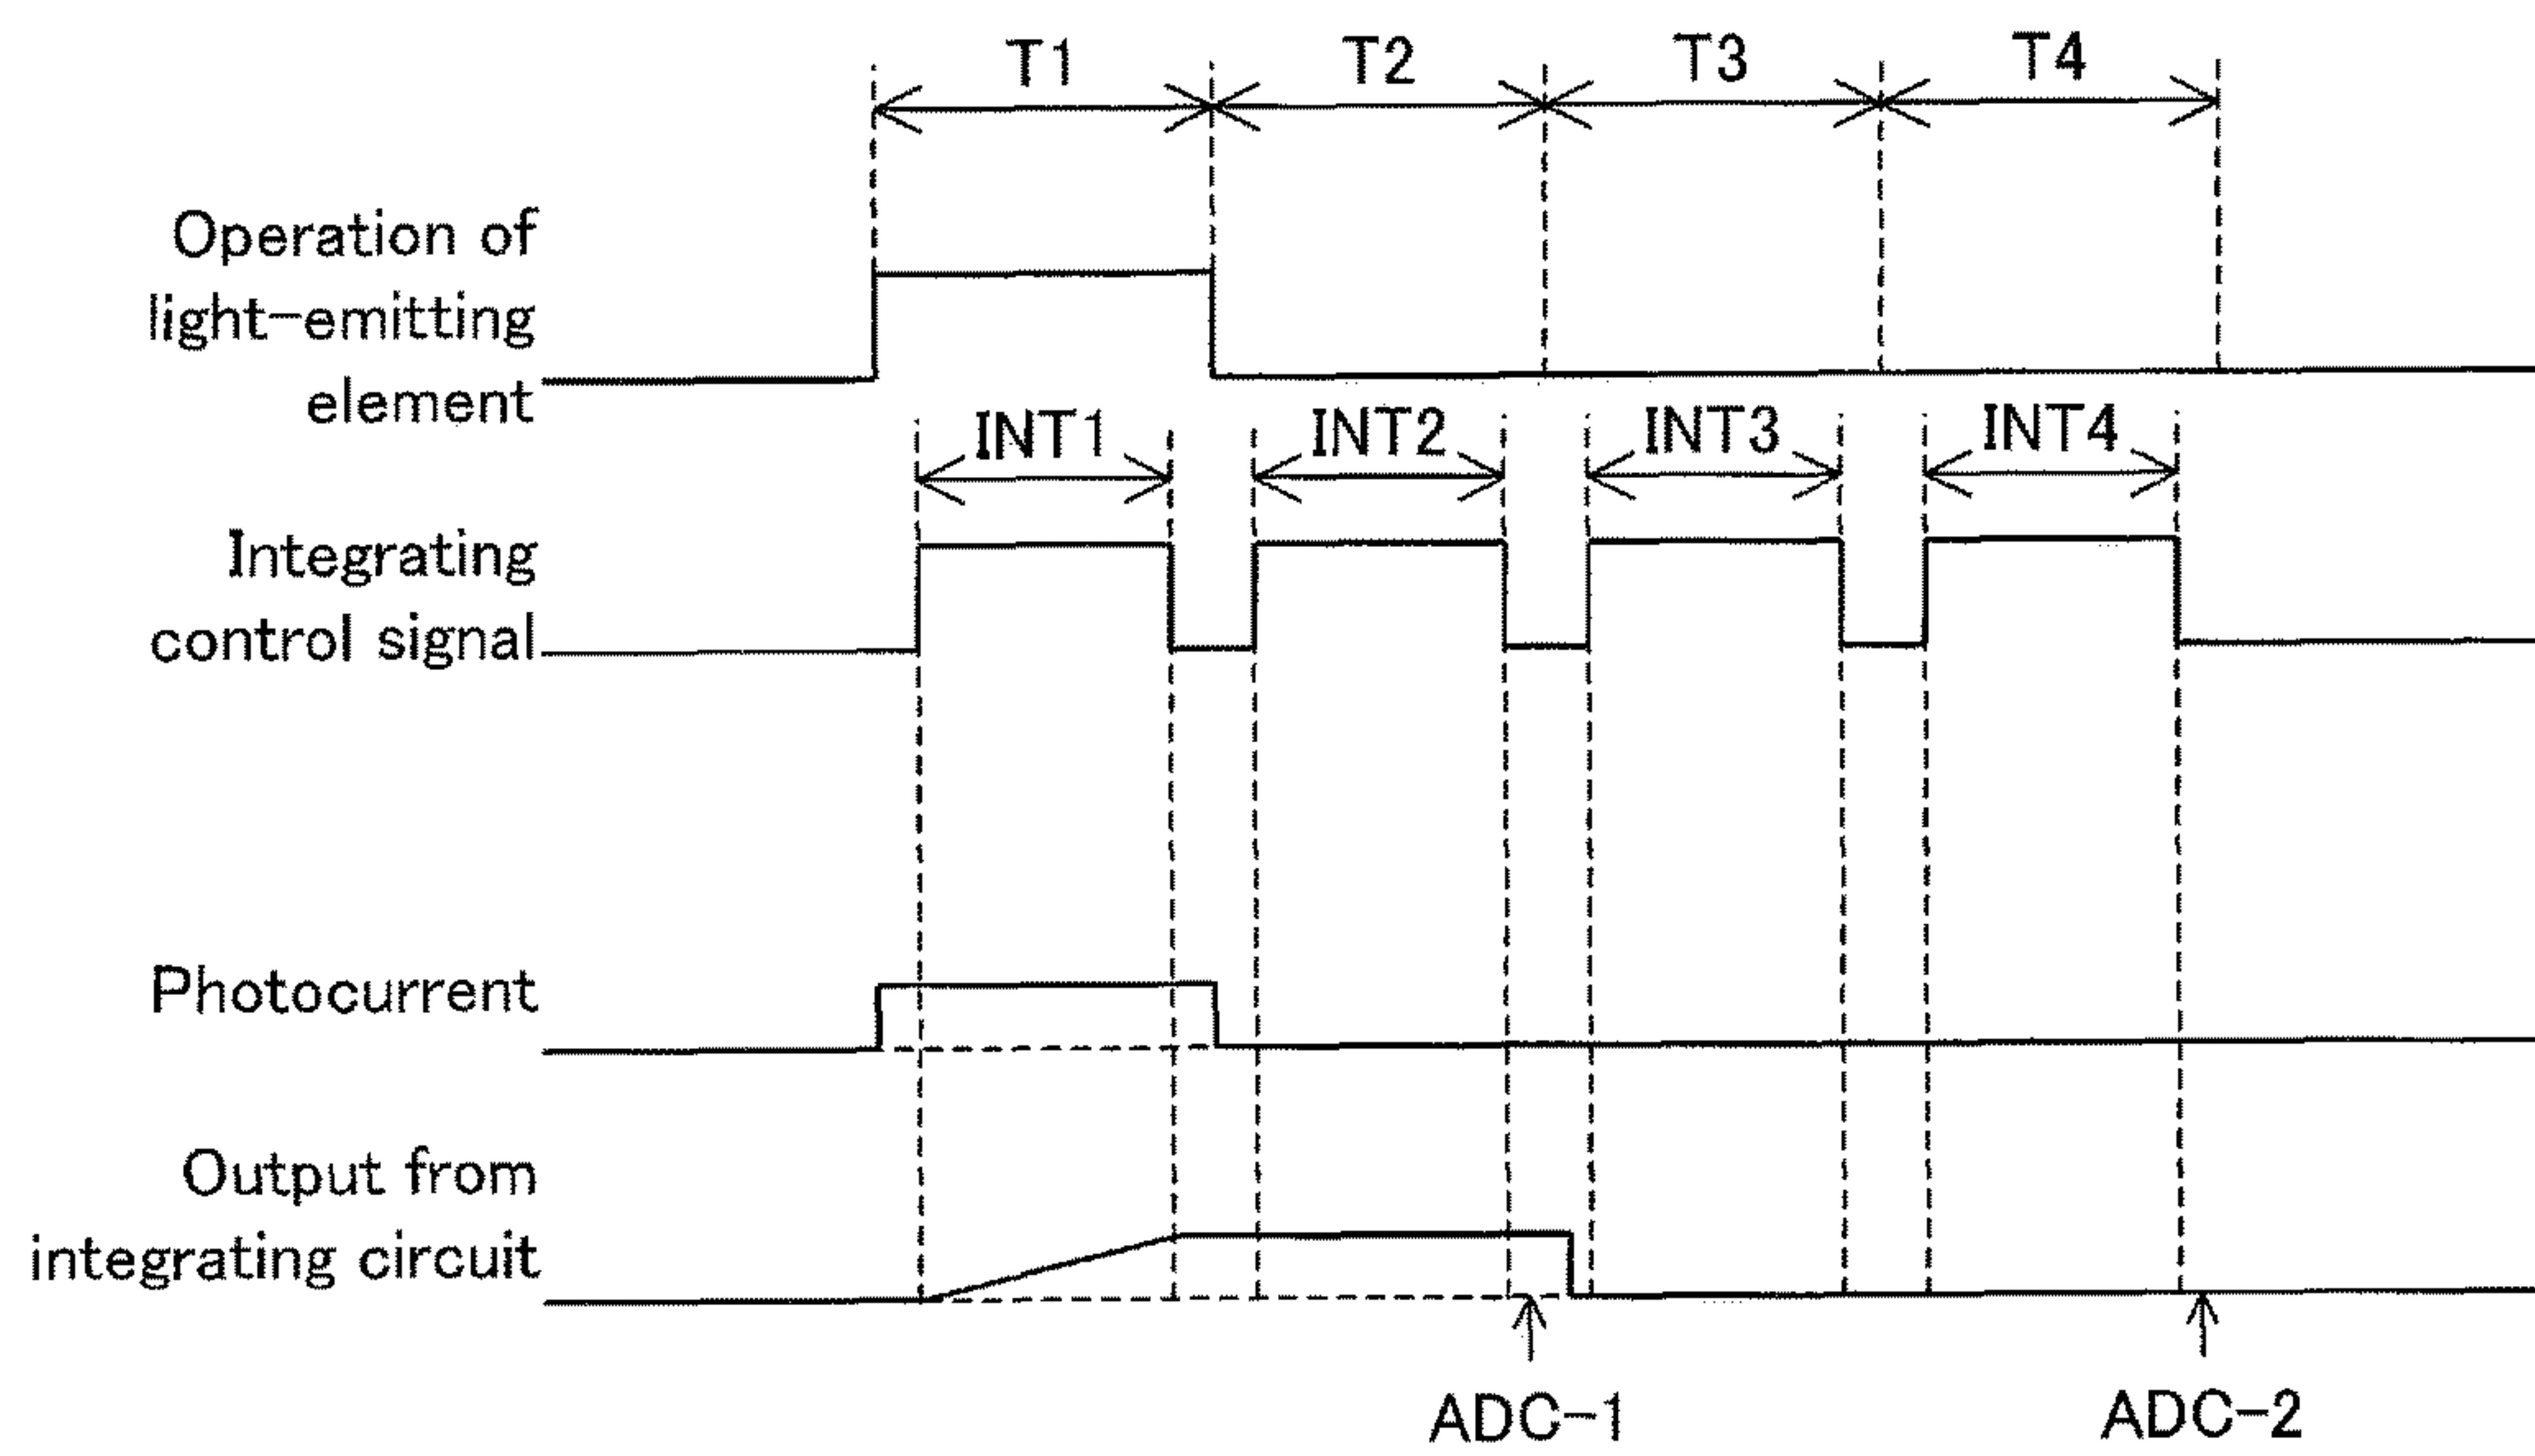 T1 T2 T3 T4
Operation of
light-emitting
element
INT1 INT2 INT3 INT4
Integrating
control signal
Photocurrent
Output from
integrating circuit
ADC-1 ADC-2